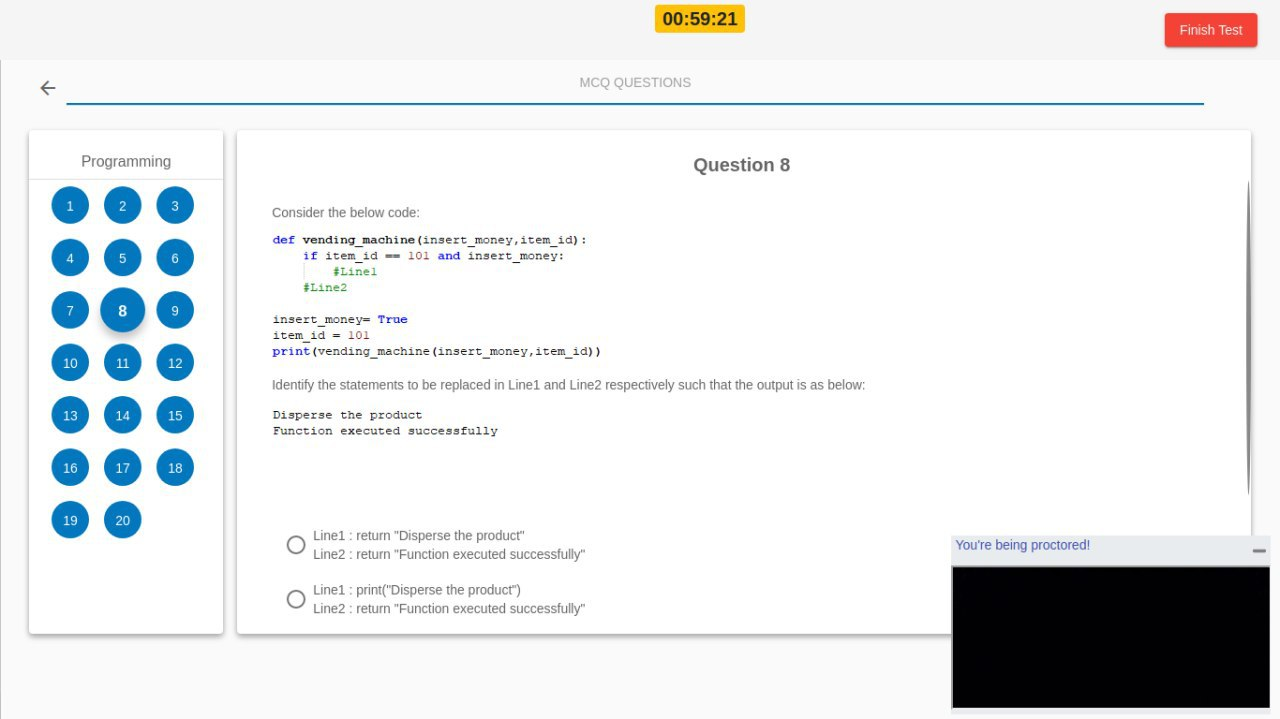 00:59:21
Finish Test
MCQ QUESTIONS
Programming
1 2 3
4 5 6
7 8 9
10 11 12
13 14 15
16 17 18
19 20
Question 8
Consider the below code:
def vending_machine(insert_money,item_id):
    if item_id == 101 and insert_money:
        #Line1
    #Line2
insert_money= True
item_id = 101
print(vending_machine(insert_money,item_id))
Identify the statements to be replaced in Line1 and Line2 respectively such that the output is as below:
Disperse the product
Function executed successfully
Line1 : return "Disperse the product"
Line2 : return "Function executed successfully"
Line1 : print("Disperse the product")
Line2 : return "Function executed successfully"
You're being proctored!